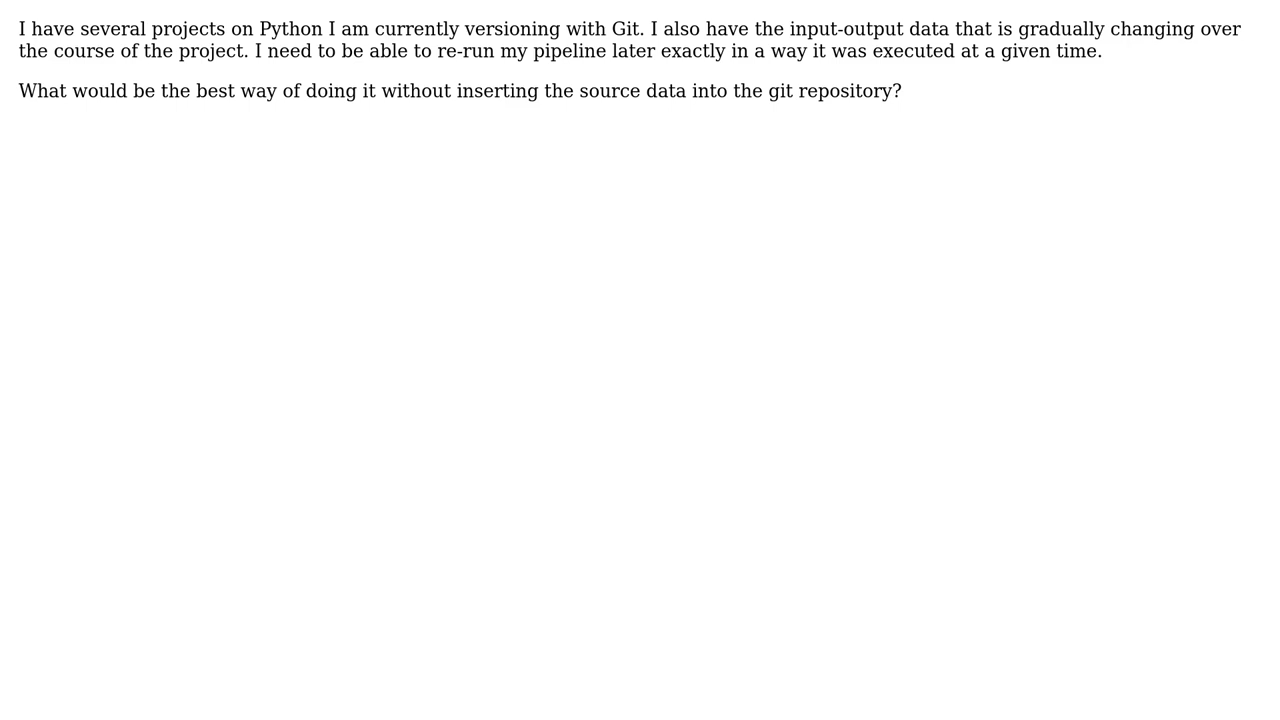 I have several projects on Python I am currently versioning with Git. I also have the input-output data that is gradually changing over
the course of the project. I need to be able to re-run my pipeline later exactly in a way it was executed at a given time.
What would be the best way of doing it without inserting the source data into the git repository?